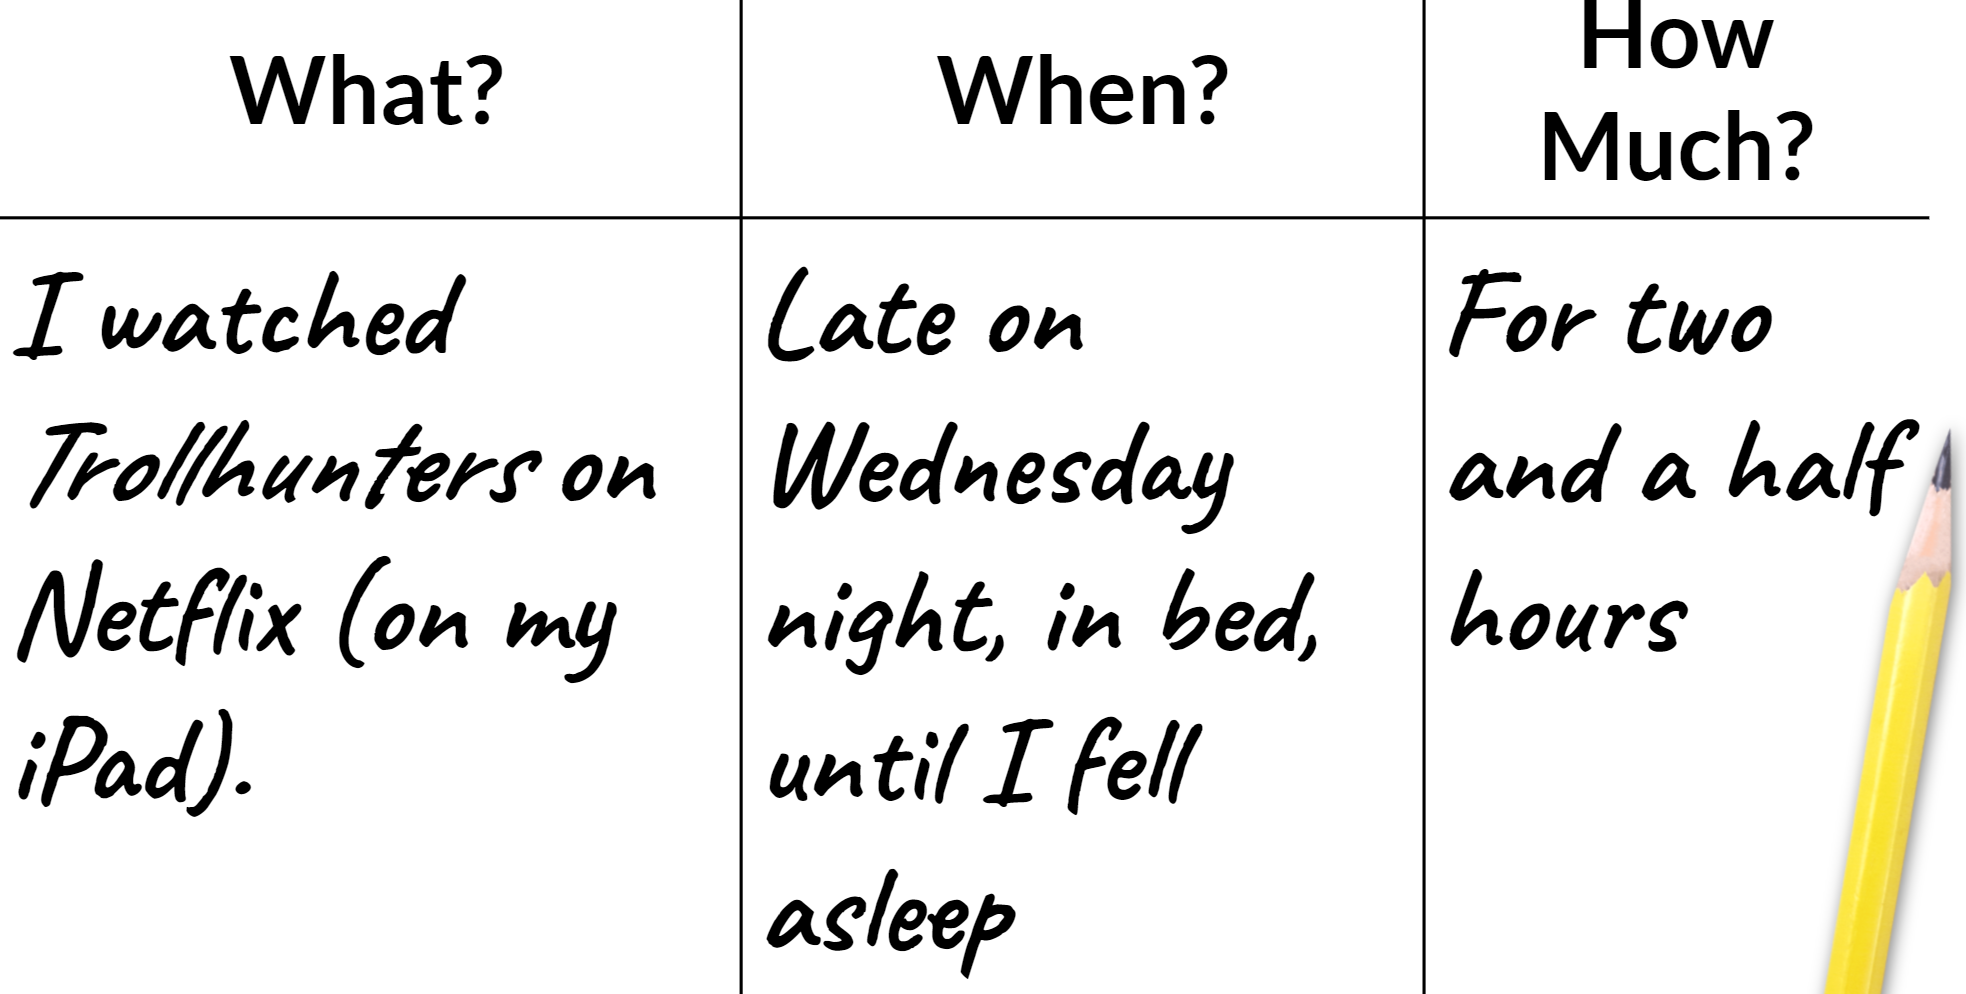 What?
When?
How
Much?
I watched
Trollhunters on
Netflix (on my
iPad).
Late on
Wednesday
night, in bed,
until I fell
asleep
For two
and a half
hours